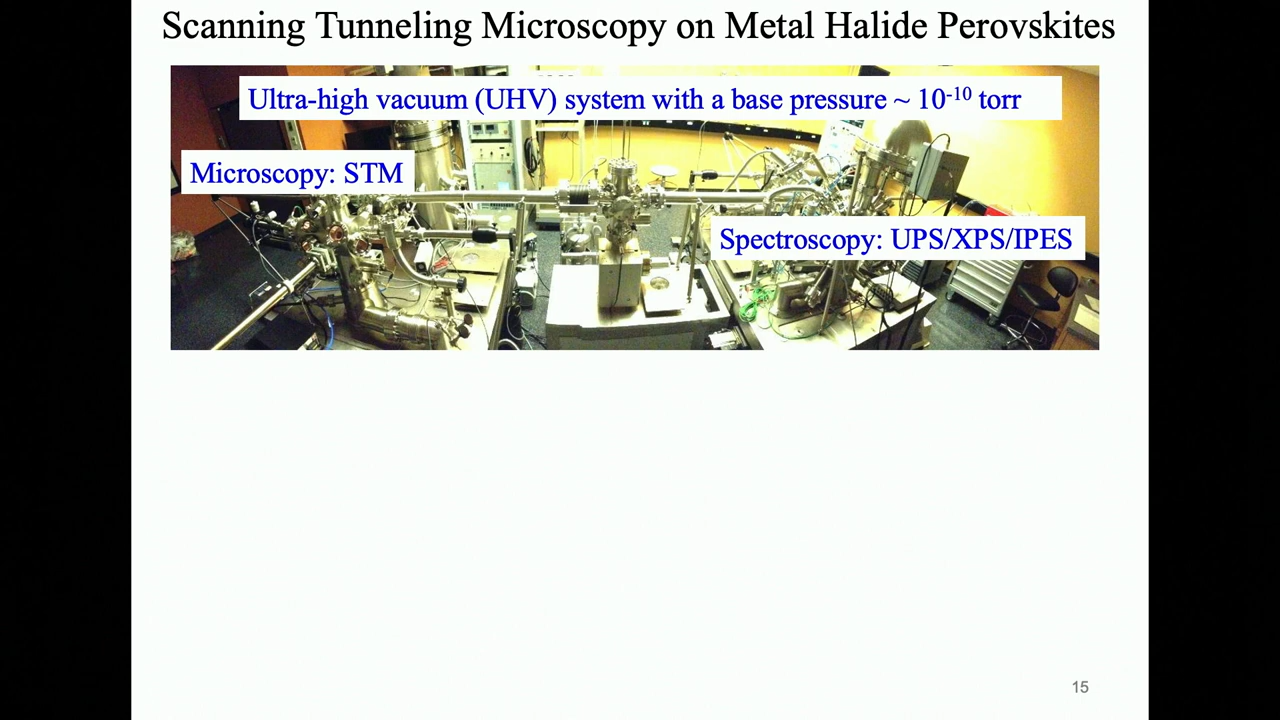 Scanning Tunneling Microscopy on Metal Halide Perovskites
Ultra-high vacuum (UHV) system with a base pressure ~ 10⁻¹⁰ torr
Microscopy: STM
Spectroscopy: UPS/XPS/IPES
15